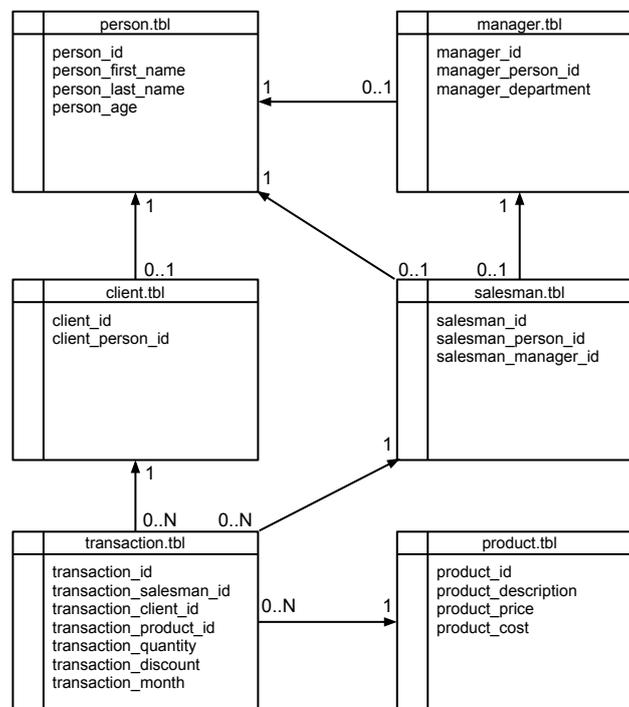 person.tbl
person_id
person_first_name
person_last_name
person_age
manager.tbl
manager_id
manager_person_id
manager_department
1
0..1
1
1
0..1
1
0..1
0..1
client.tbl
client_id
client_person_id
salesman.tbl
salesman_id
salesman_person_id
salesman_manager_id
1
1
0..N
0..N
transaction.tbl
transaction_id
transaction_salesman_id
transaction_client_id
transaction_product_id
transaction_quantity
transaction_discount
transaction_month
0..N
1
product.tbl
product_id
product_description
product_price
product_cost